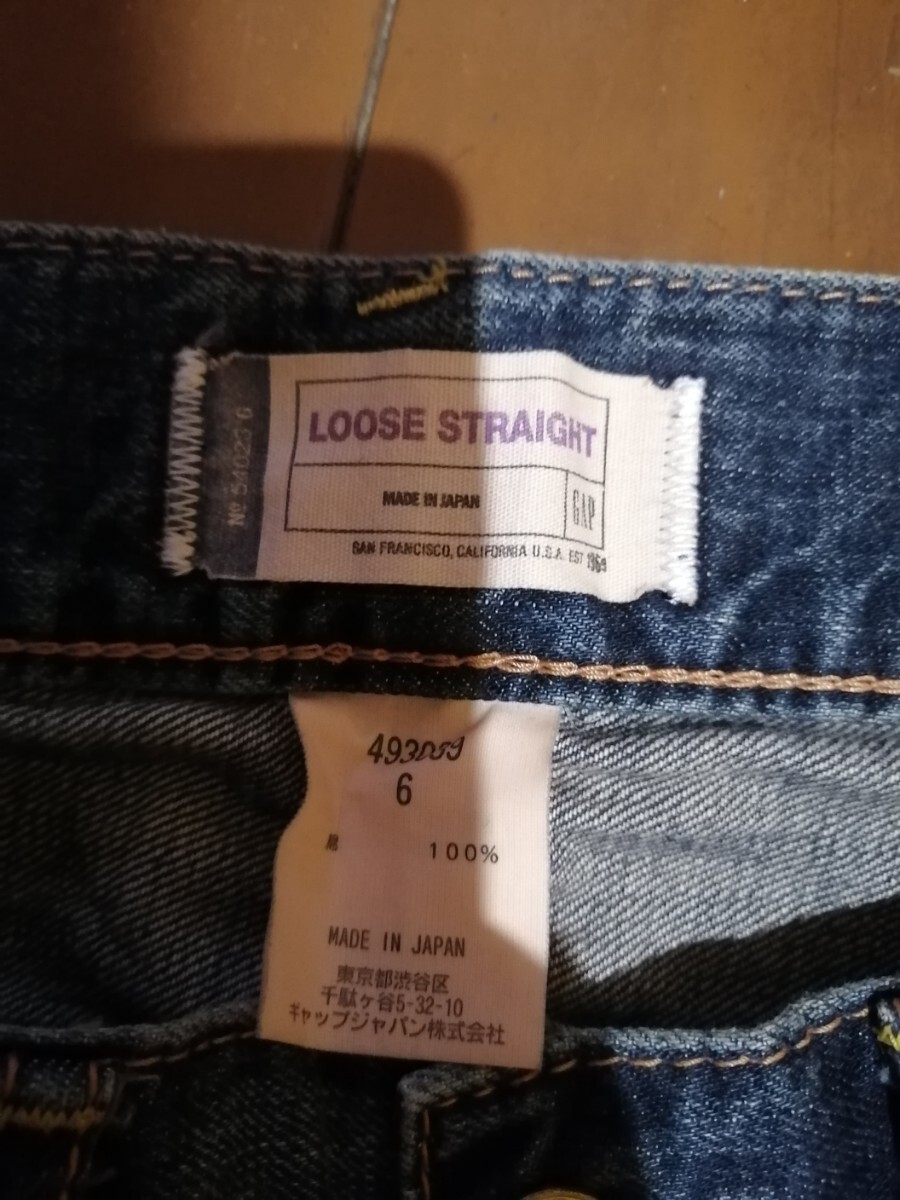 LOOSE STRAIGHT
MADE IN JAPAN
GAP
SAN FRANCISCO, CALIFORNIA U.S.A. EST 1969
6
綿 100%
MADE IN JAPAN
東京都渋谷区
千駄ヶ谷5-32-10
ギャップジャパン株式会社